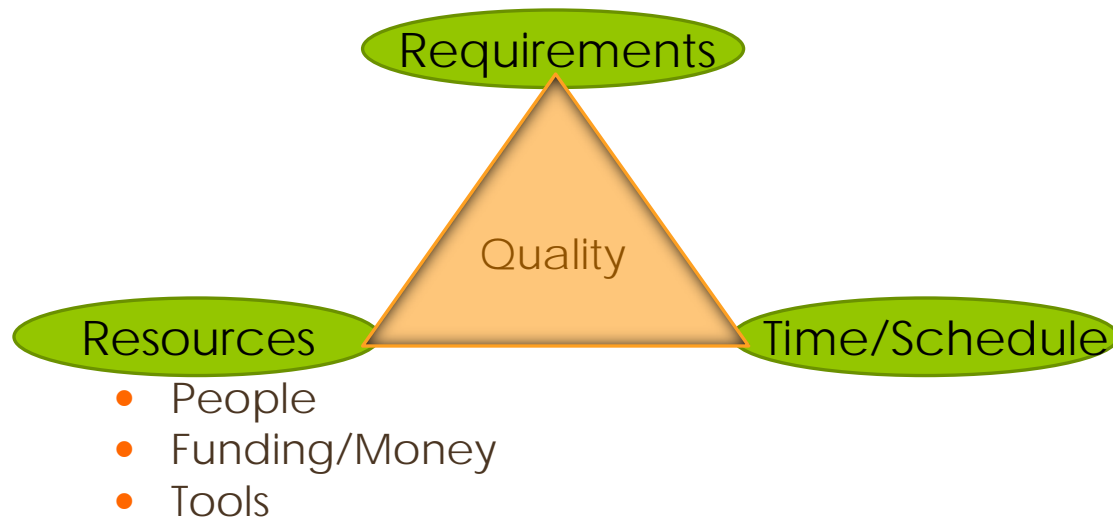 Requirements
Quality
Resources
Time/Schedule
• People
• Funding/Money
• Tools